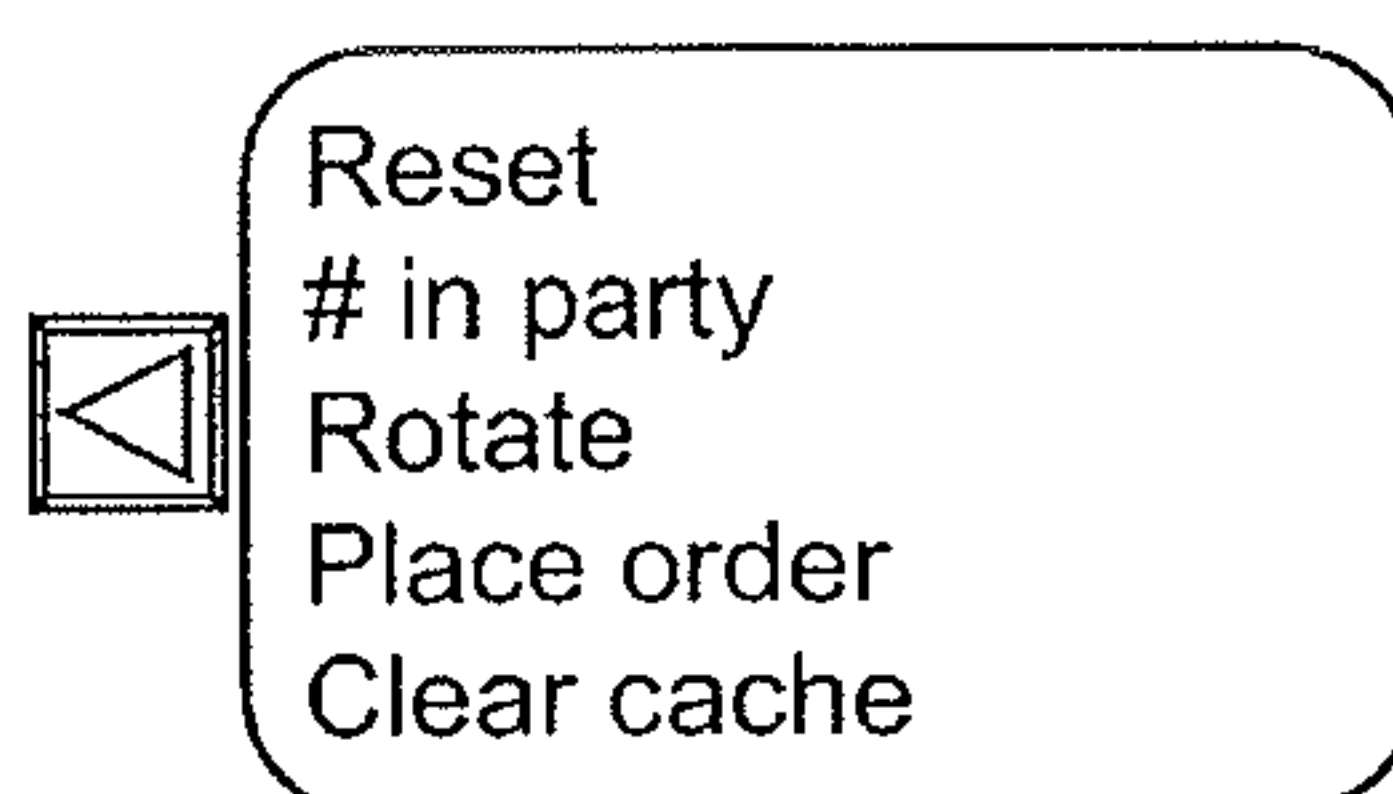 Reset
# in party
Rotate
Place order
Clear cache